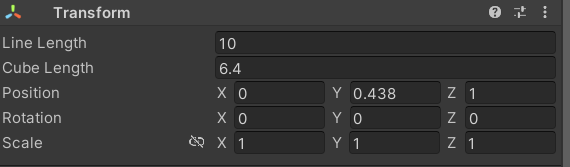 Transform
Line Length 10
Cube Length 6.4
Position X 0 Y 0.438 Z 1
Rotation X 0 Y 0 Z 0
Scale X 1 Y 1 Z 1